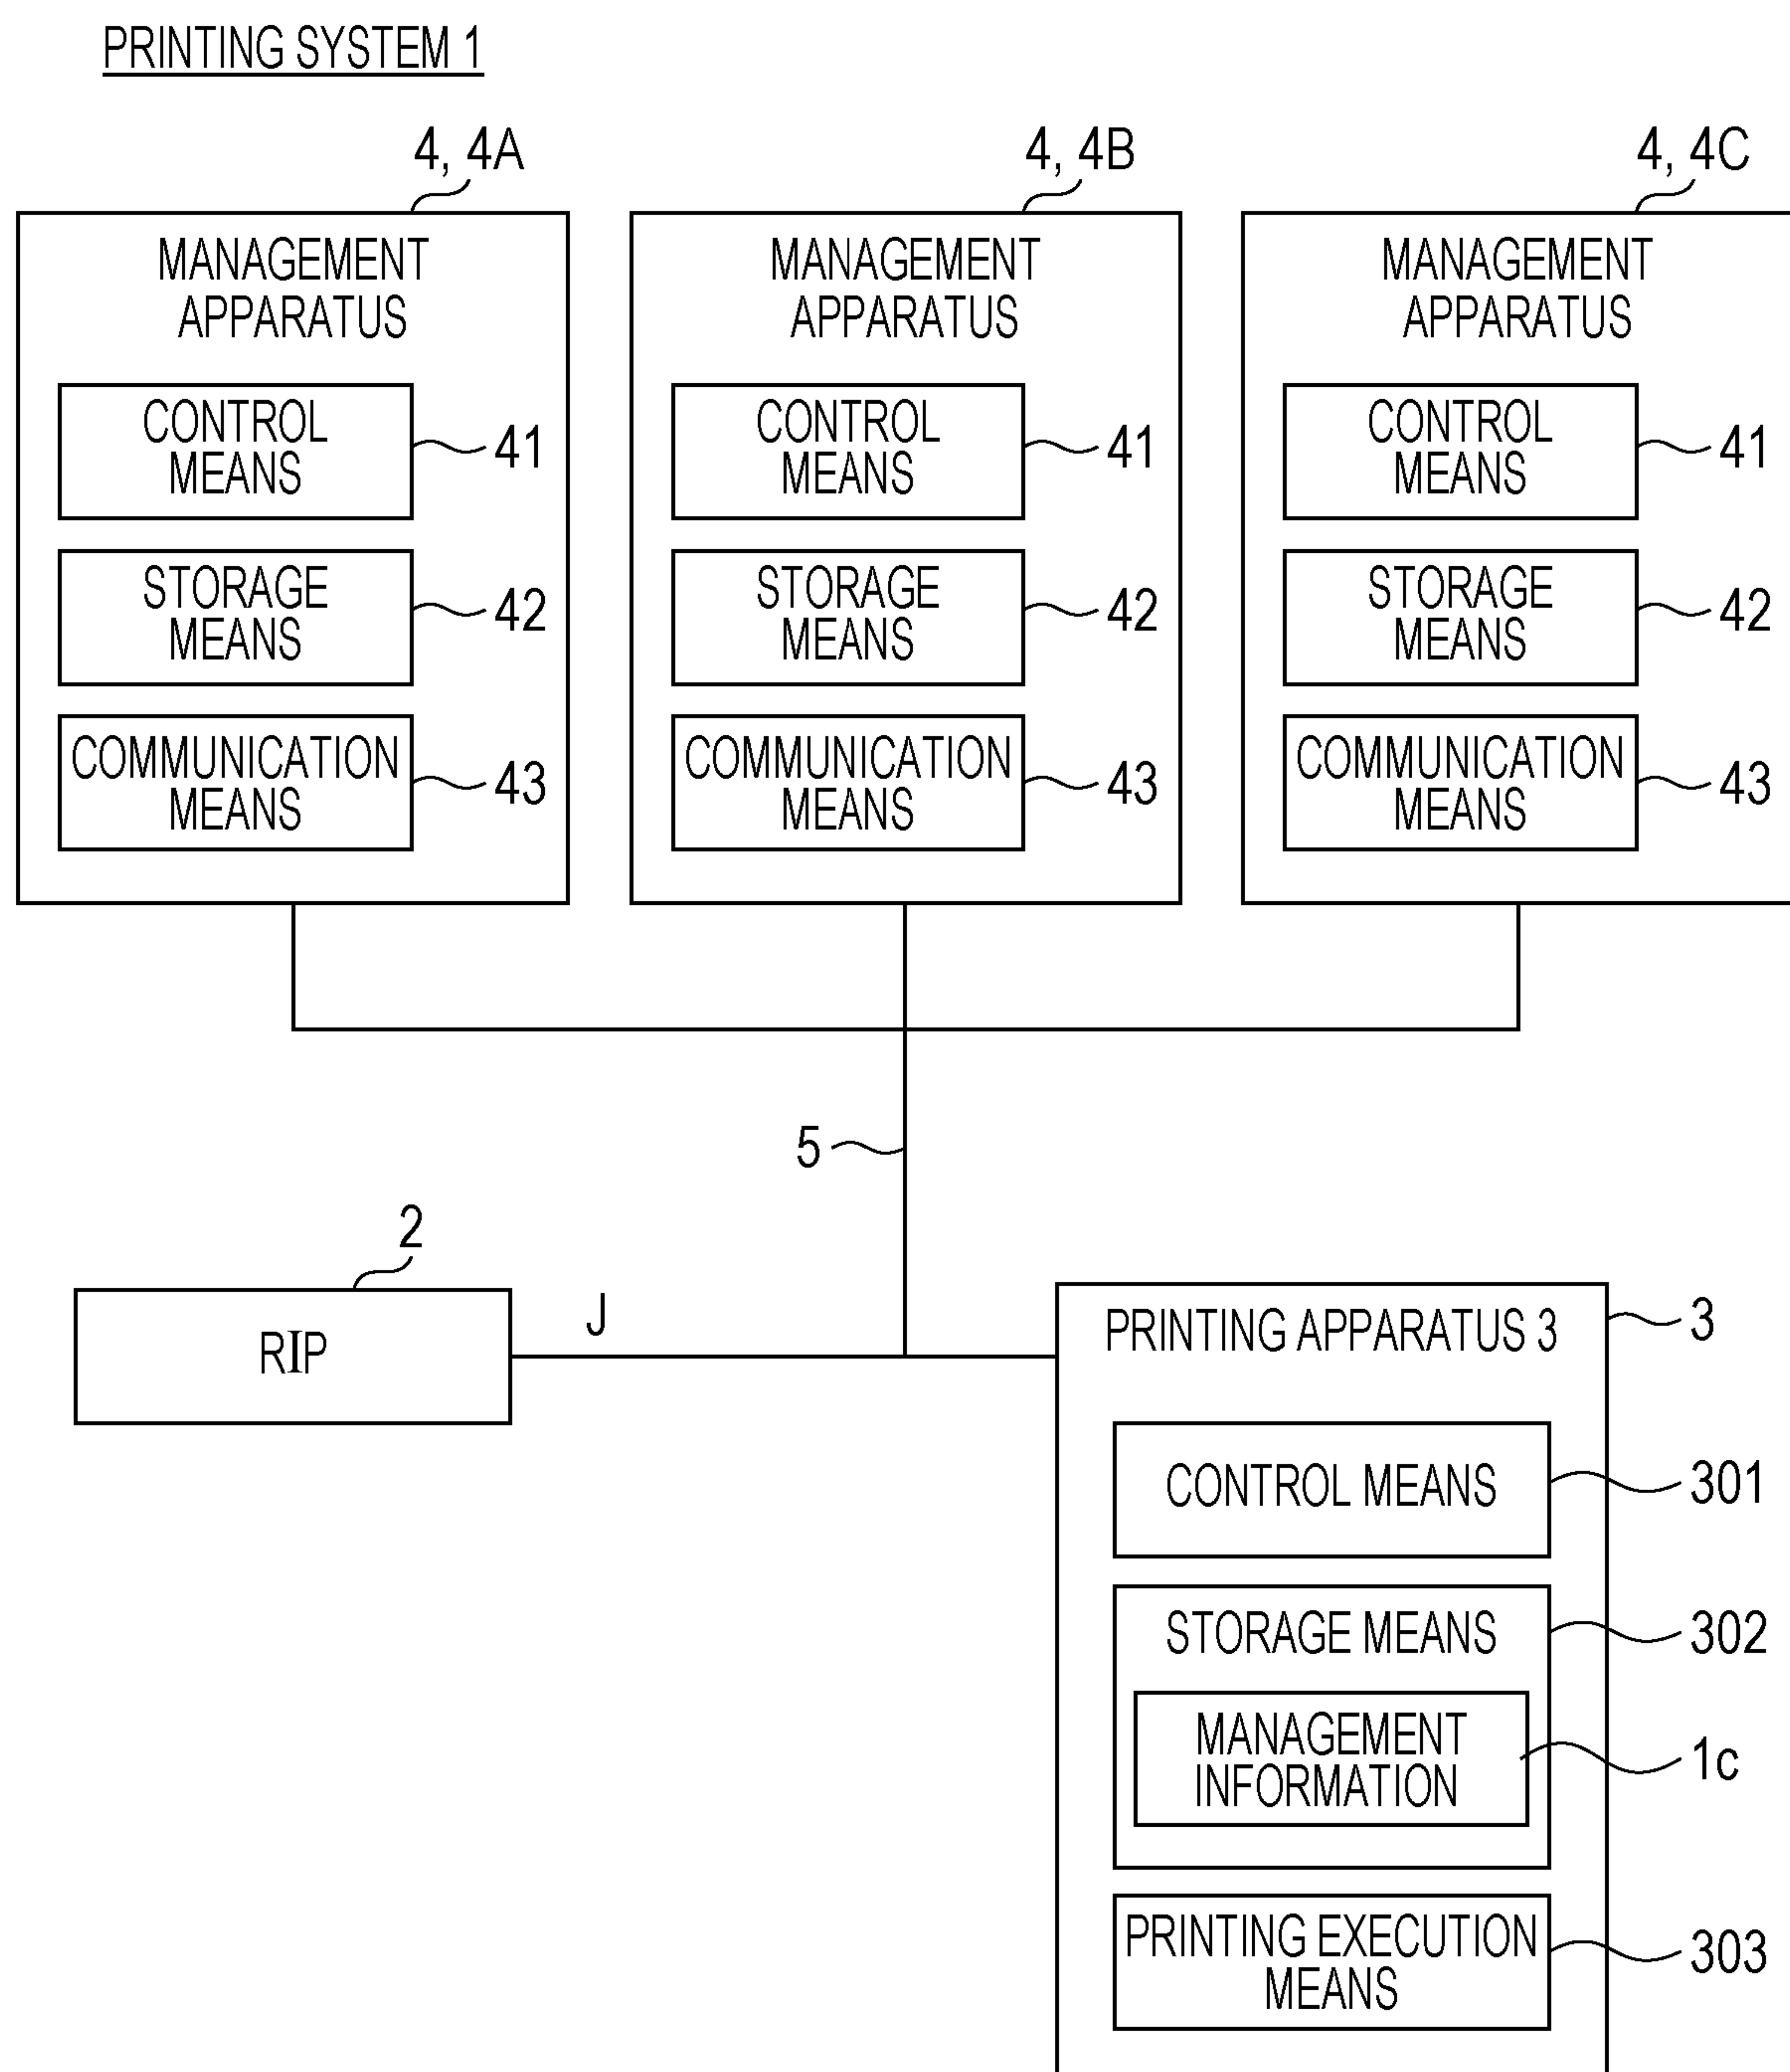 PRINTING SYSTEM 1
4, 4A
MANAGEMENT
APPARATUS
CONTROL
MEANS
41
STORAGE
MEANS
42
COMMUNICATION
MEANS
43
4, 4B
MANAGEMENT
APPARATUS
CONTROL
MEANS
41
STORAGE
MEANS
42
COMMUNICATION
MEANS
43
4, 4C
MANAGEMENT
APPARATUS
CONTROL
MEANS
41
STORAGE
MEANS
42
COMMUNICATION
MEANS
43
5
2
RIP
J
PRINTING APPARATUS 3
3
CONTROL MEANS
301
STORAGE MEANS
302
MANAGEMENT
INFORMATION
1c
PRINTING EXECUTION
MEANS
303